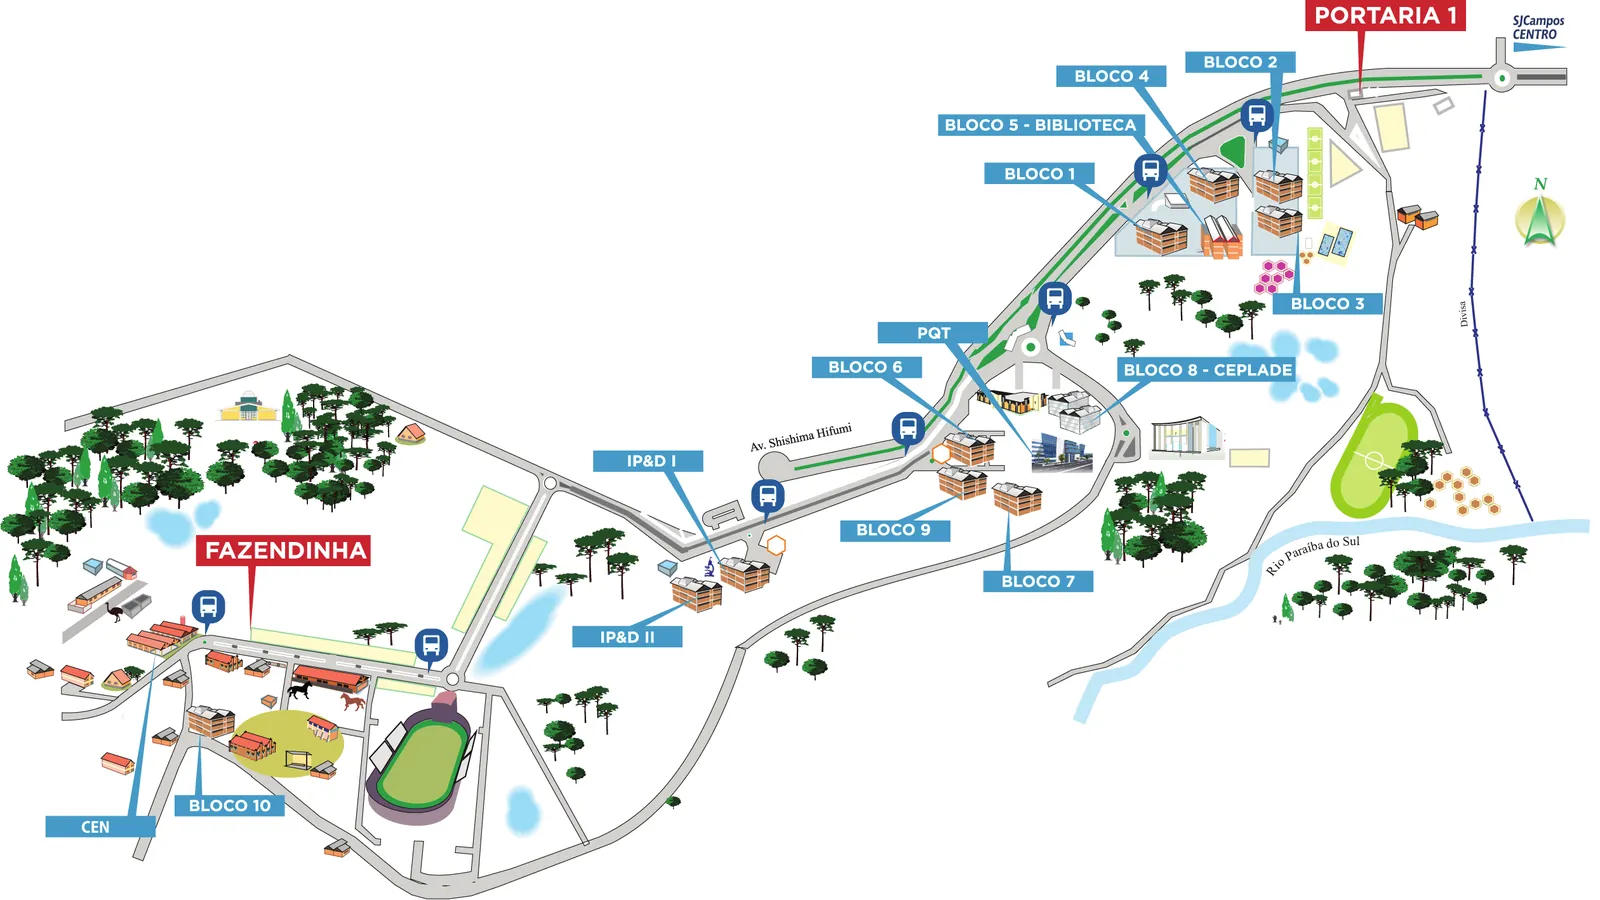 PORTARIA 1
SJCampos
CENTRO
BLOCO 2
BLOCO 4
BLOCO 5 - BIBLIOTECA
BLOCO 1
N
BLOCO 3
Divisa
PQT
BLOCO 6
BLOCO 8 - CEPLADE
Av. Shishima Hifumi
IP&D I
BLOCO 9
FAZENDINHA
Rio Paraíba do Sul
BLOCO 7
IP&D II
BLOCO 10
CEN